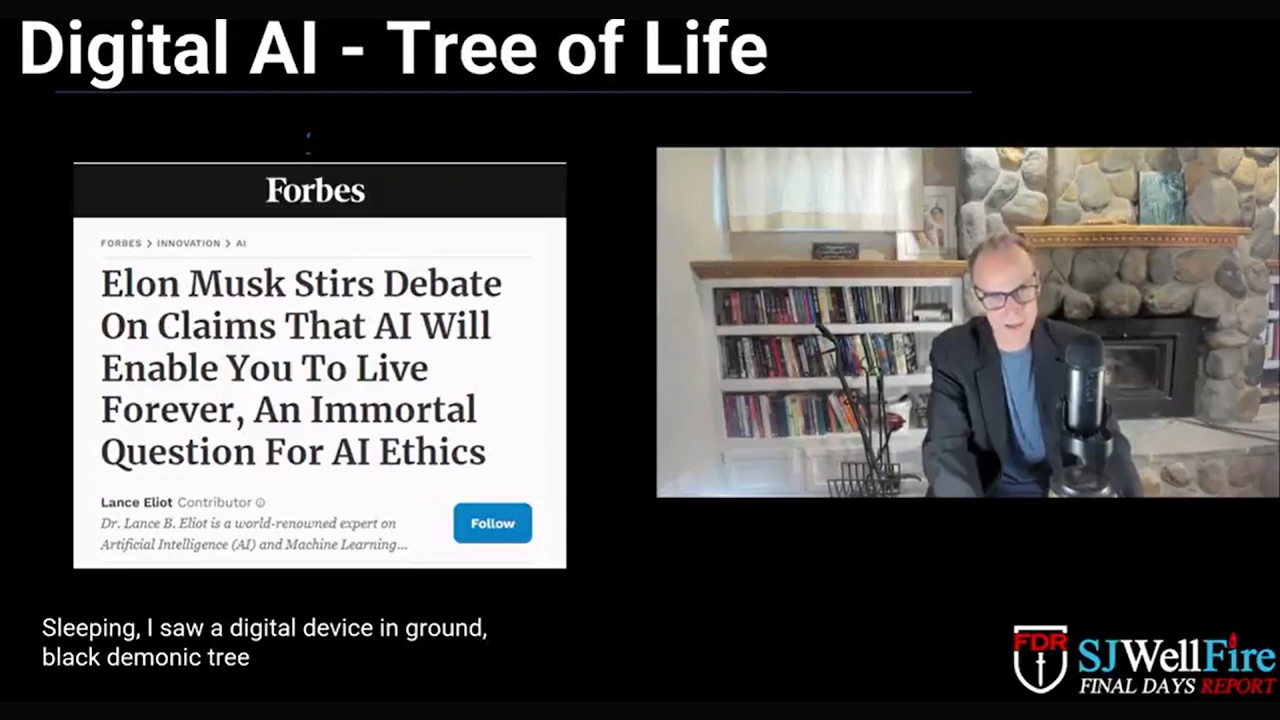 Digital AI - Tree of Life
Forbes
FORBES > INNOVATION > AI
Elon Musk Stirs Debate
On Claims That AI Will
Enable You To Live
Forever, An Immortal
Question For AI Ethics
Lance Eliot Contributor
Dr. Lance B. Eliot is a world-renowned expert on
Artificial Intelligence (AI) and Machine Learning...
Follow
Sleeping, I saw a digital device in ground,
black demonic tree
FDR
SJWellFire
FINAL DAYS REPORT